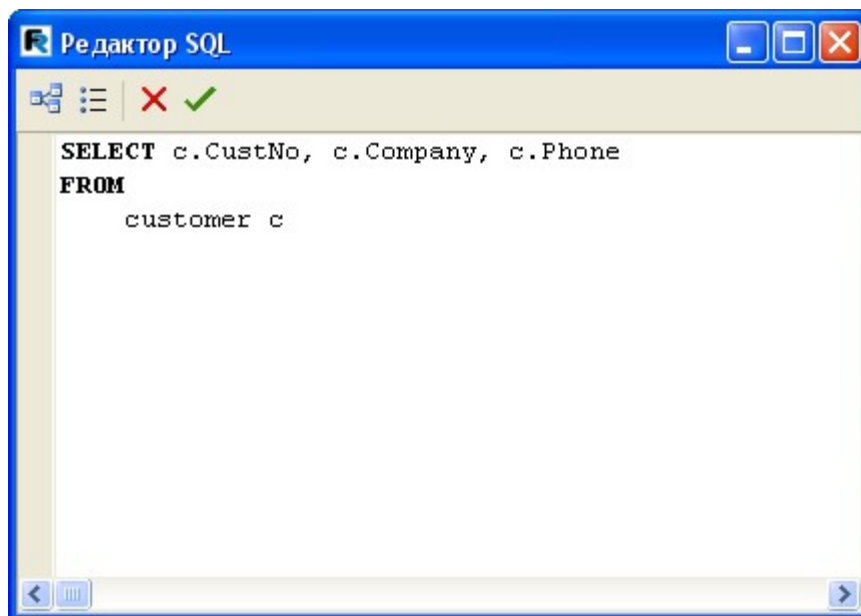 Редактор SQL
SELECT c.CustNo, c.Company, c.Phone
FROM
customer c